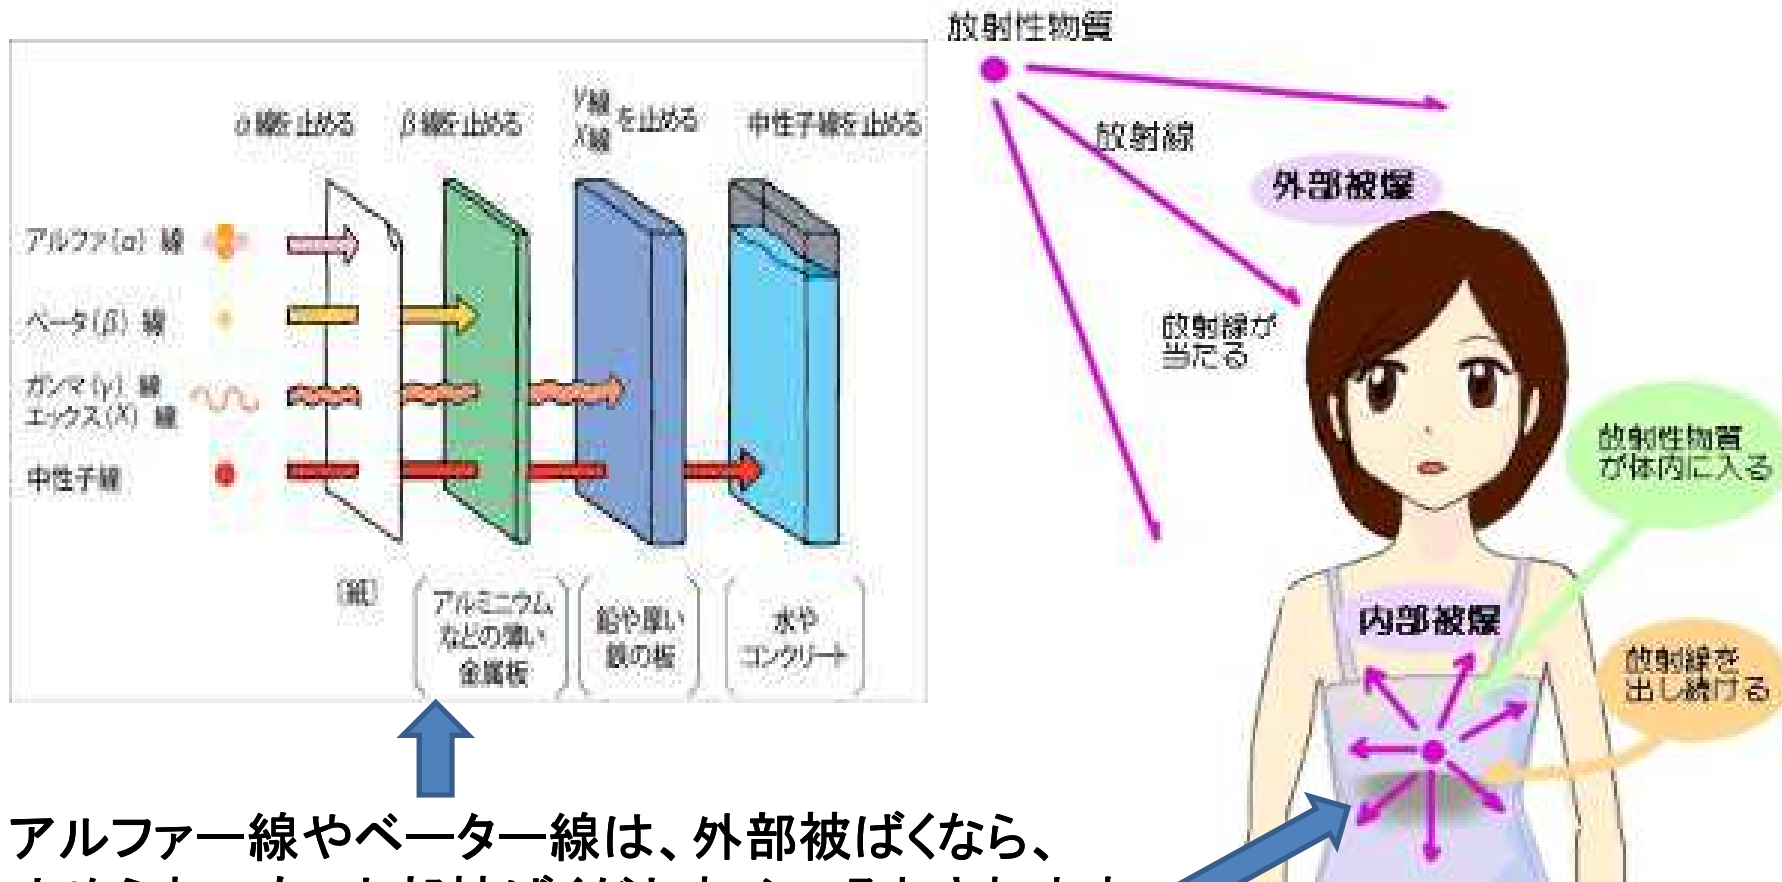 α線を止める
β線を止める
γ線
X線
を止める
中性子線を止める
アルファ(α) 線
ベータ(β) 線
ガンマ(γ) 線
エックス(X) 線
中性子線
(紙)
アルミニウム
などの薄い
金属板
鉛や厚い
鉄の板
水や
コンクリート
放射性物質
放射線
外部被爆
放射線が
当たる
放射性物質
が体内に入る
内部被爆
放射線を
出し続ける
アルファー線やベーター線は、外部被ばくなら、